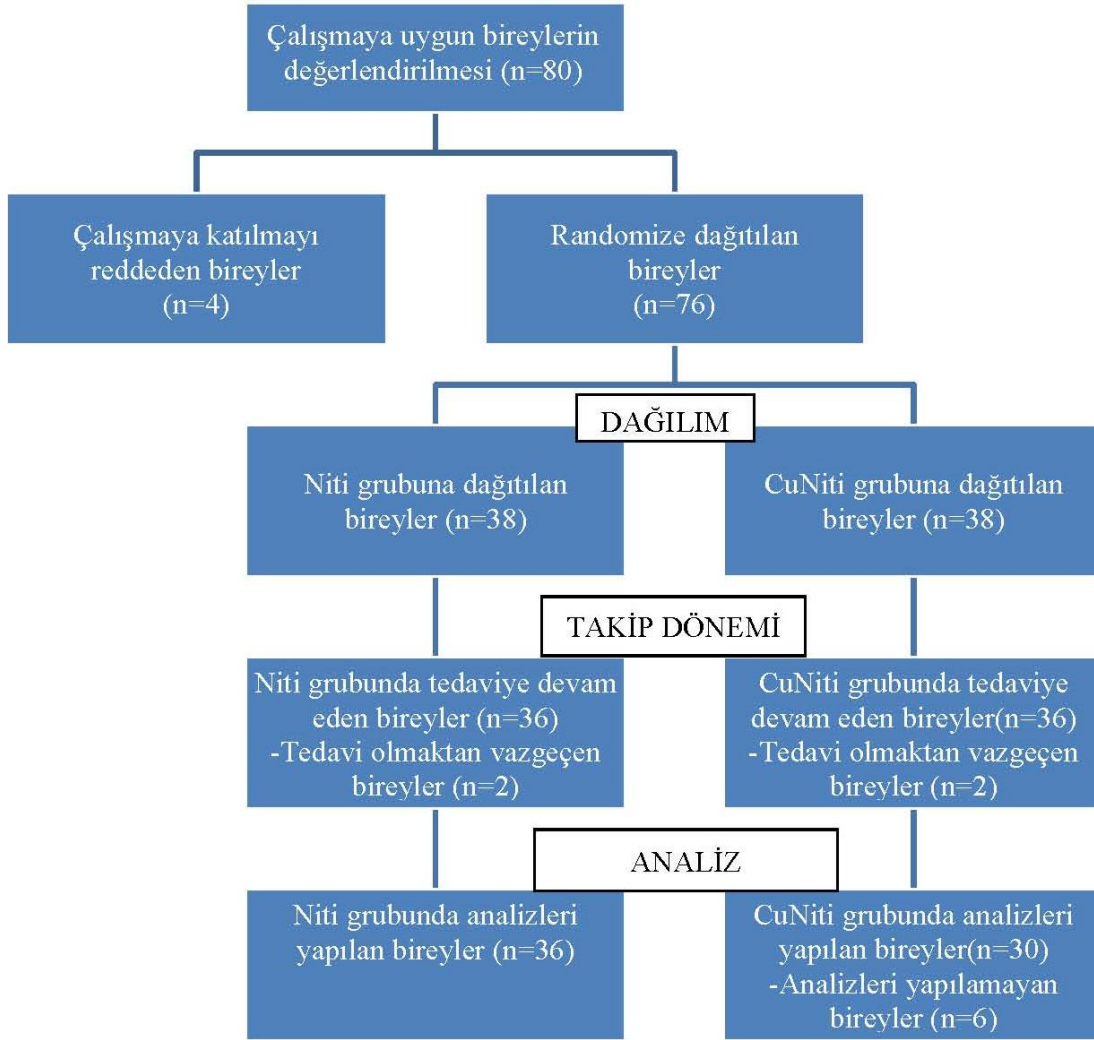 Çalışmaya uygun bireylerin
değerlendirilmesi (n=80)
Çalışmaya katılmayı
reddeden bireyler
(n=4)
Randomize dağıtılan
bireyler
(n=76)
DAĞILIM
Niti grubuna dağıtılan
bireyler (n=38)
CuNiti grubuna dağıtılan
bireyler (n=38)
TAKİP DÖNEMİ
Niti grubunda tedaviye devam
eden bireyler (n=36)
-Tedavi olmaktan vazgeçen
bireyler (n=2)
CuNiti grubunda tedaviye
devam eden bireyler(n=36)
-Tedavi olmaktan vazgeçen
bireyler (n=2)
ANALİZ
Niti grubunda analizleri
yapılan bireyler (n=36)
CuNiti grubunda analizleri
yapılan bireyler(n=30)
-Analizleri yapılamayan
bireyler (n=6)